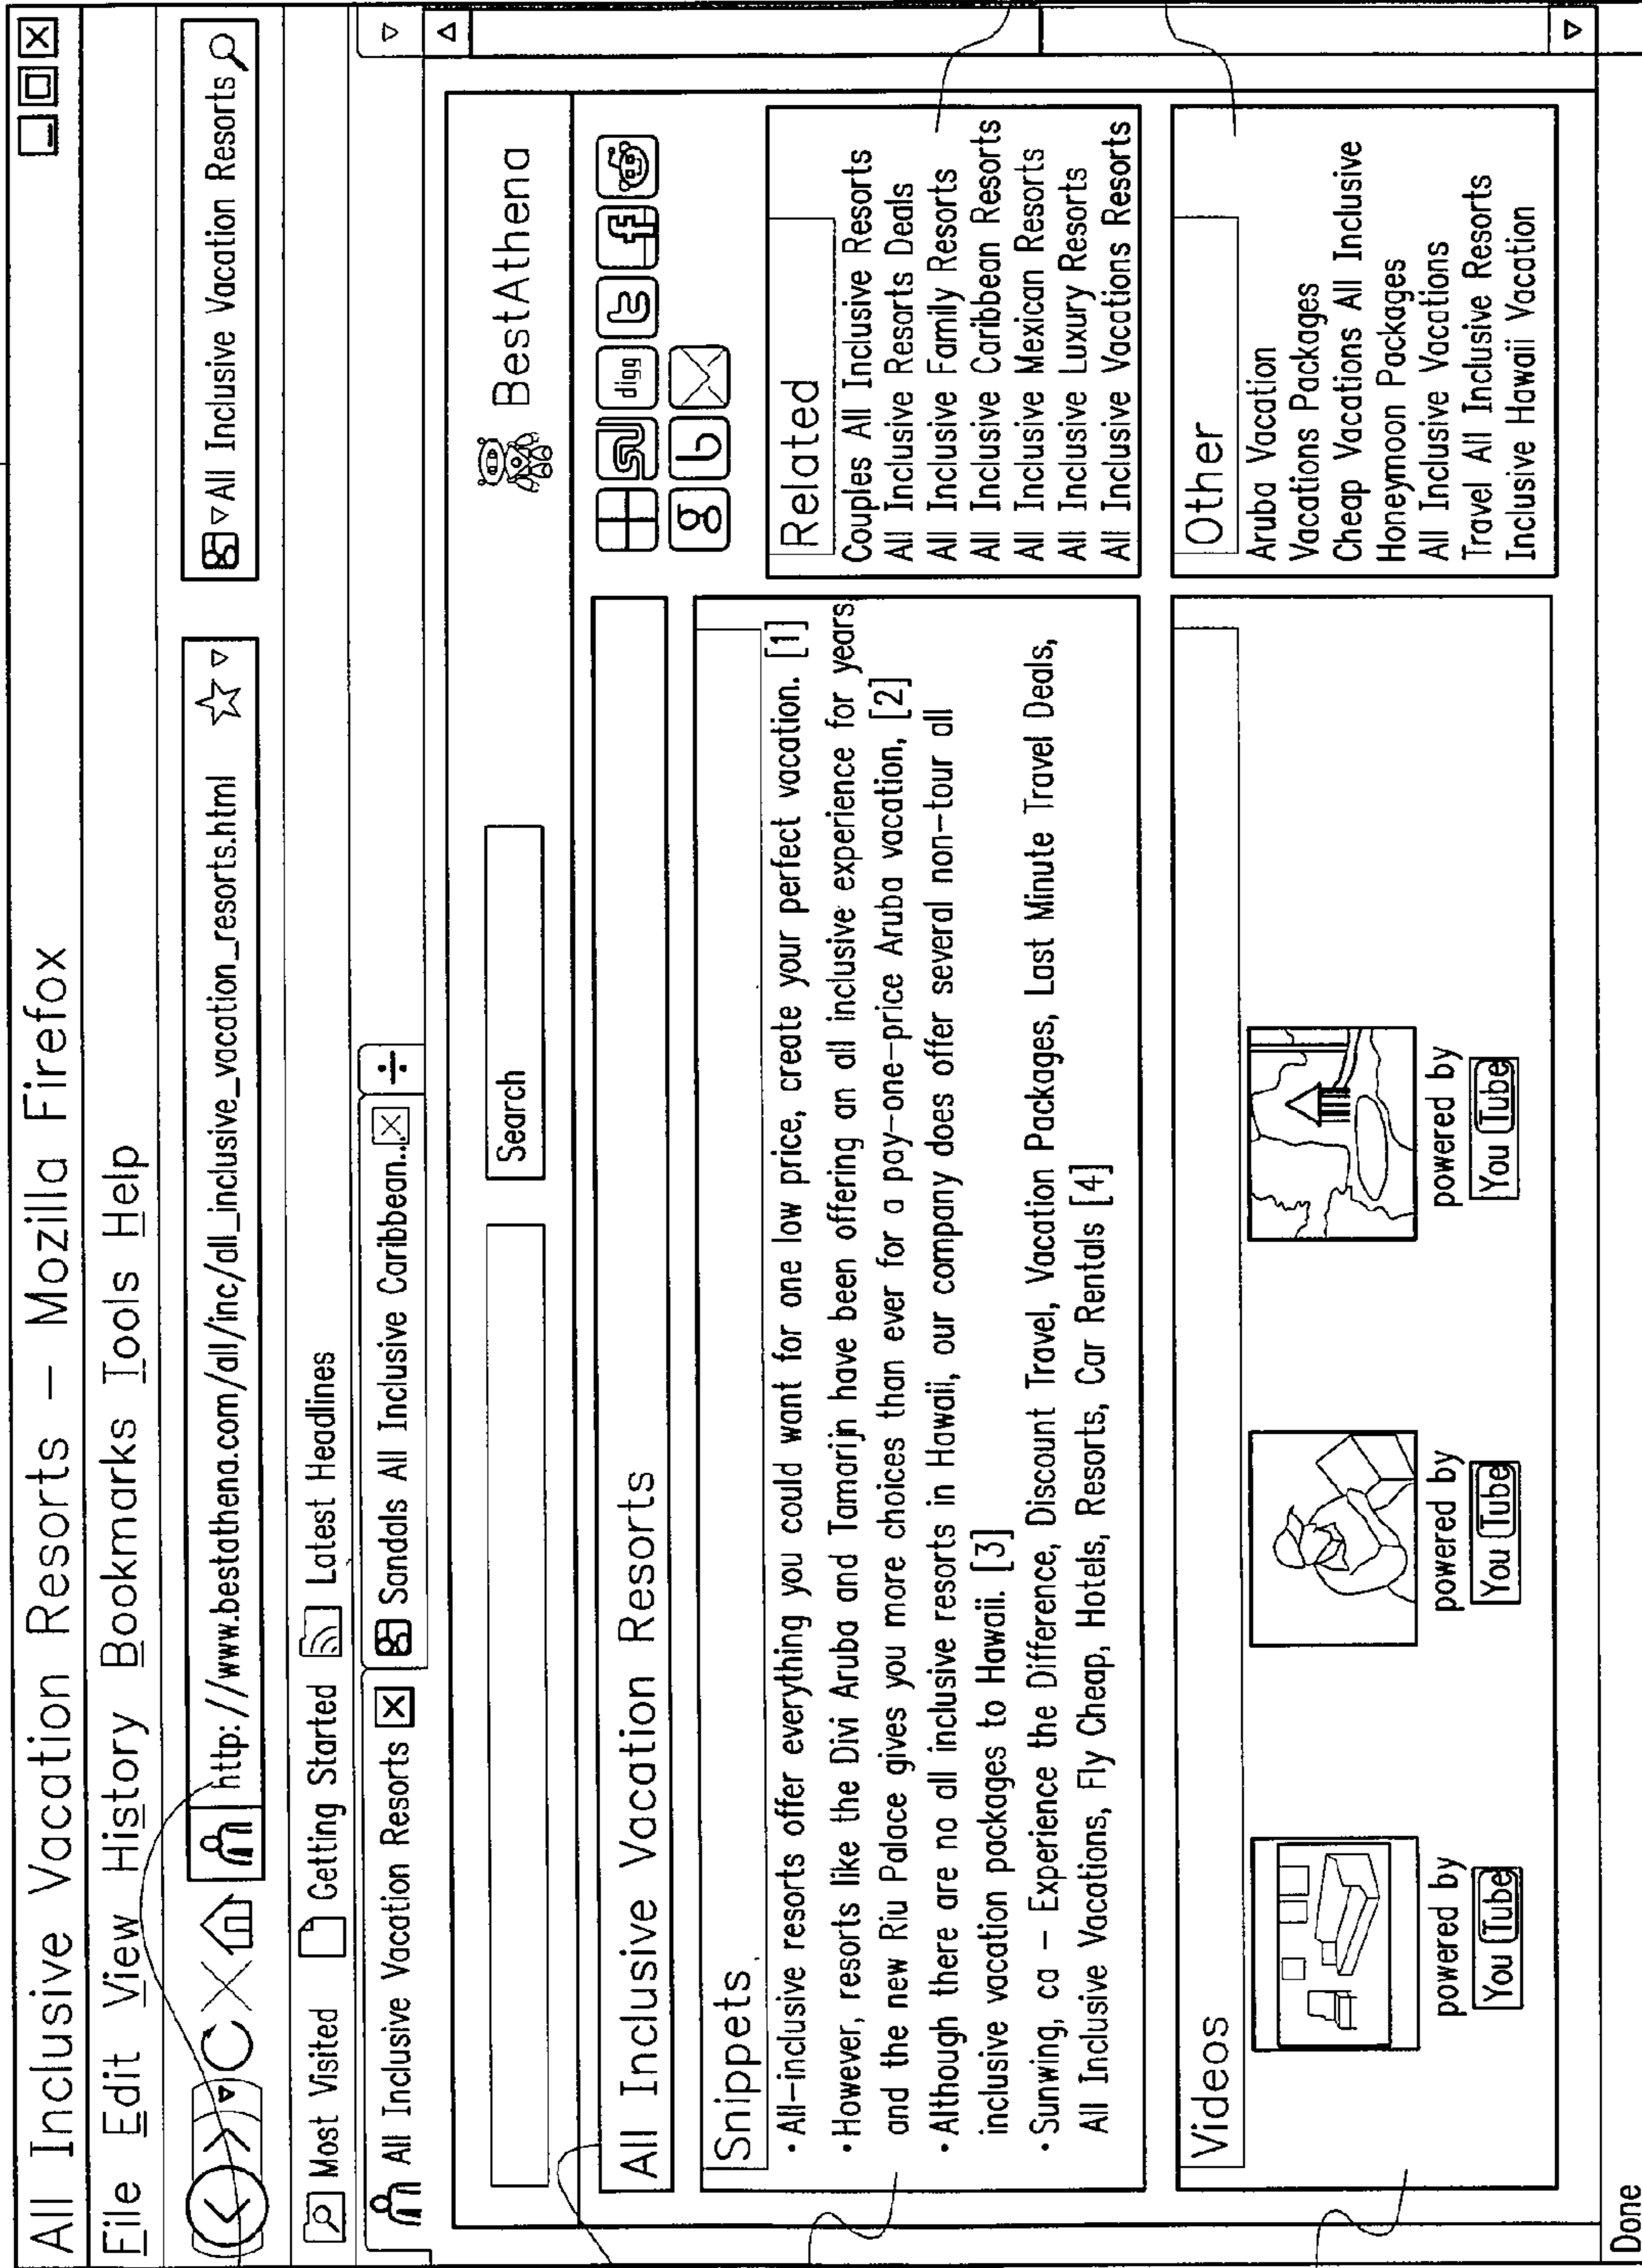 All Inclusive Vacation Resorts — Mozilla Firefox
File Edit View History Bookmarks Tools Help
http://www.bestathena.com/all/inc/all_inclusive_vacation_resorts.html
All Inclusive Vacation Resorts
Most Visited Getting Started Latest Headlines
All Inclusive Vacation Resorts Sandals All Inclusive Caribbean...
Search
BestAthena
All Inclusive Vacation Resorts
digg
Snippets
• All-inclusive resorts offer everything you could want for one low price, create your perfect vacation. [1]
• However, resorts like the Divi Aruba and Tamarijn have been offering an all inclusive experience for years
and the new Riu Palace gives you more choices than ever for a pay-one-price Aruba vacation, [2]
• Although there are no all inclusive resorts in Hawaii, our company does offer several non-tour all
inclusive vacation packages to Hawaii. [3]
• Sunwing, ca - Experience the Difference, Discount Travel, Vacation Packages, Last Minute Travel Deals,
All Inclusive Vacations, Fly Cheap, Hotels, Resorts, Car Rentals [4]
Related
Couples All Inclusive Resorts
All Inclusive Resorts Deals
All Inclusive Family Resorts
All Inclusive Caribbean Resorts
All Inclusive Mexican Resorts
All Inclusive Luxury Resorts
All Inclusive Vacations Resorts
Videos
powered by
You Tube
powered by
You Tube
powered by
You Tube
Other
Aruba Vacation
Vacations Packages
Cheap Vacations All Inclusive
Honeymoon Packages
All Inclusive Vacations
Travel All Inclusive Resorts
Inclusive Hawaii Vacation
Done